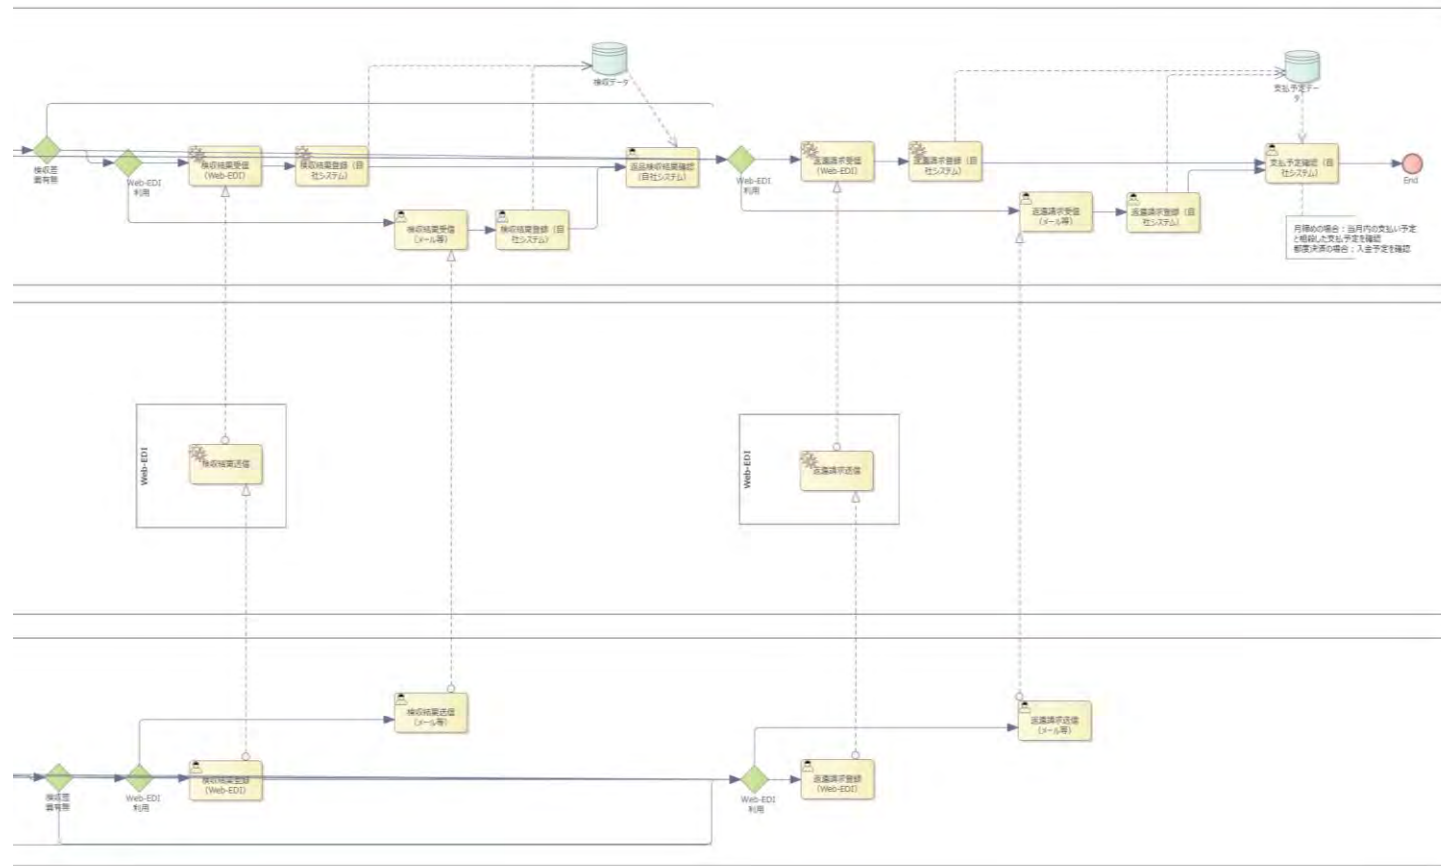 検収データ
支払予定デー
タ
検収差
異有無
Web-EDI
利用
検収結果受信
(Web-EDI)
検収結果登録（自
社システム）
返品検収結果確認
（自社システム）
検収結果受信
（メール等）
検収結果登録（自
社システム）
Web-EDI
利用
返還請求受信
(Web-EDI)
返還請求登録（自
社システム）
返還請求受信
（メール等）
返還請求登録（自
社システム）
支払予定確認（自
社システム）
End
月締めの場合：当月内の支払い予定
と相殺した支払予定を確認
都度決済の場合：入金予定を確認
Web-EDI
検収結果送信
Web-EDI
返還請求送信
検収結果送信
（メール等）
検収差
異有無
Web-EDI
利用
検収結果登録
(Web-EDI)
返還請求送信
（メール等）
Web-EDI
利用
返還請求登録
(Web-EDI)